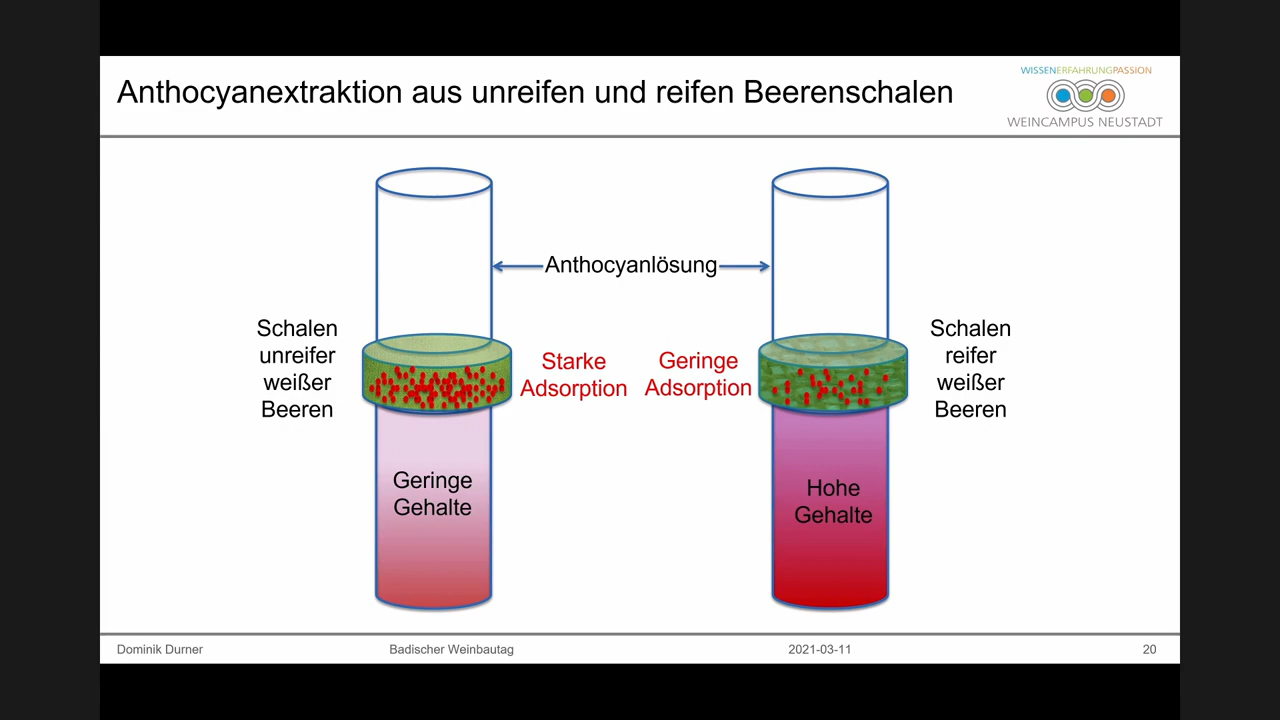 Anthocyanextraktion aus unreifen und reifen Beerenschalen
WISSENERFAHRUNGPASSION
WEINCAMPUS NEUSTADT
Anthocyanlösung
Schalen
unreifer
weißer
Beeren
Starke
Adsorption
Geringe
Adsorption
Schalen
reifer
weißer
Beeren
Geringe
Gehalte
Hohe
Gehalte
Dominik Durner
Badischer Weinbautag
2021-03-11
20